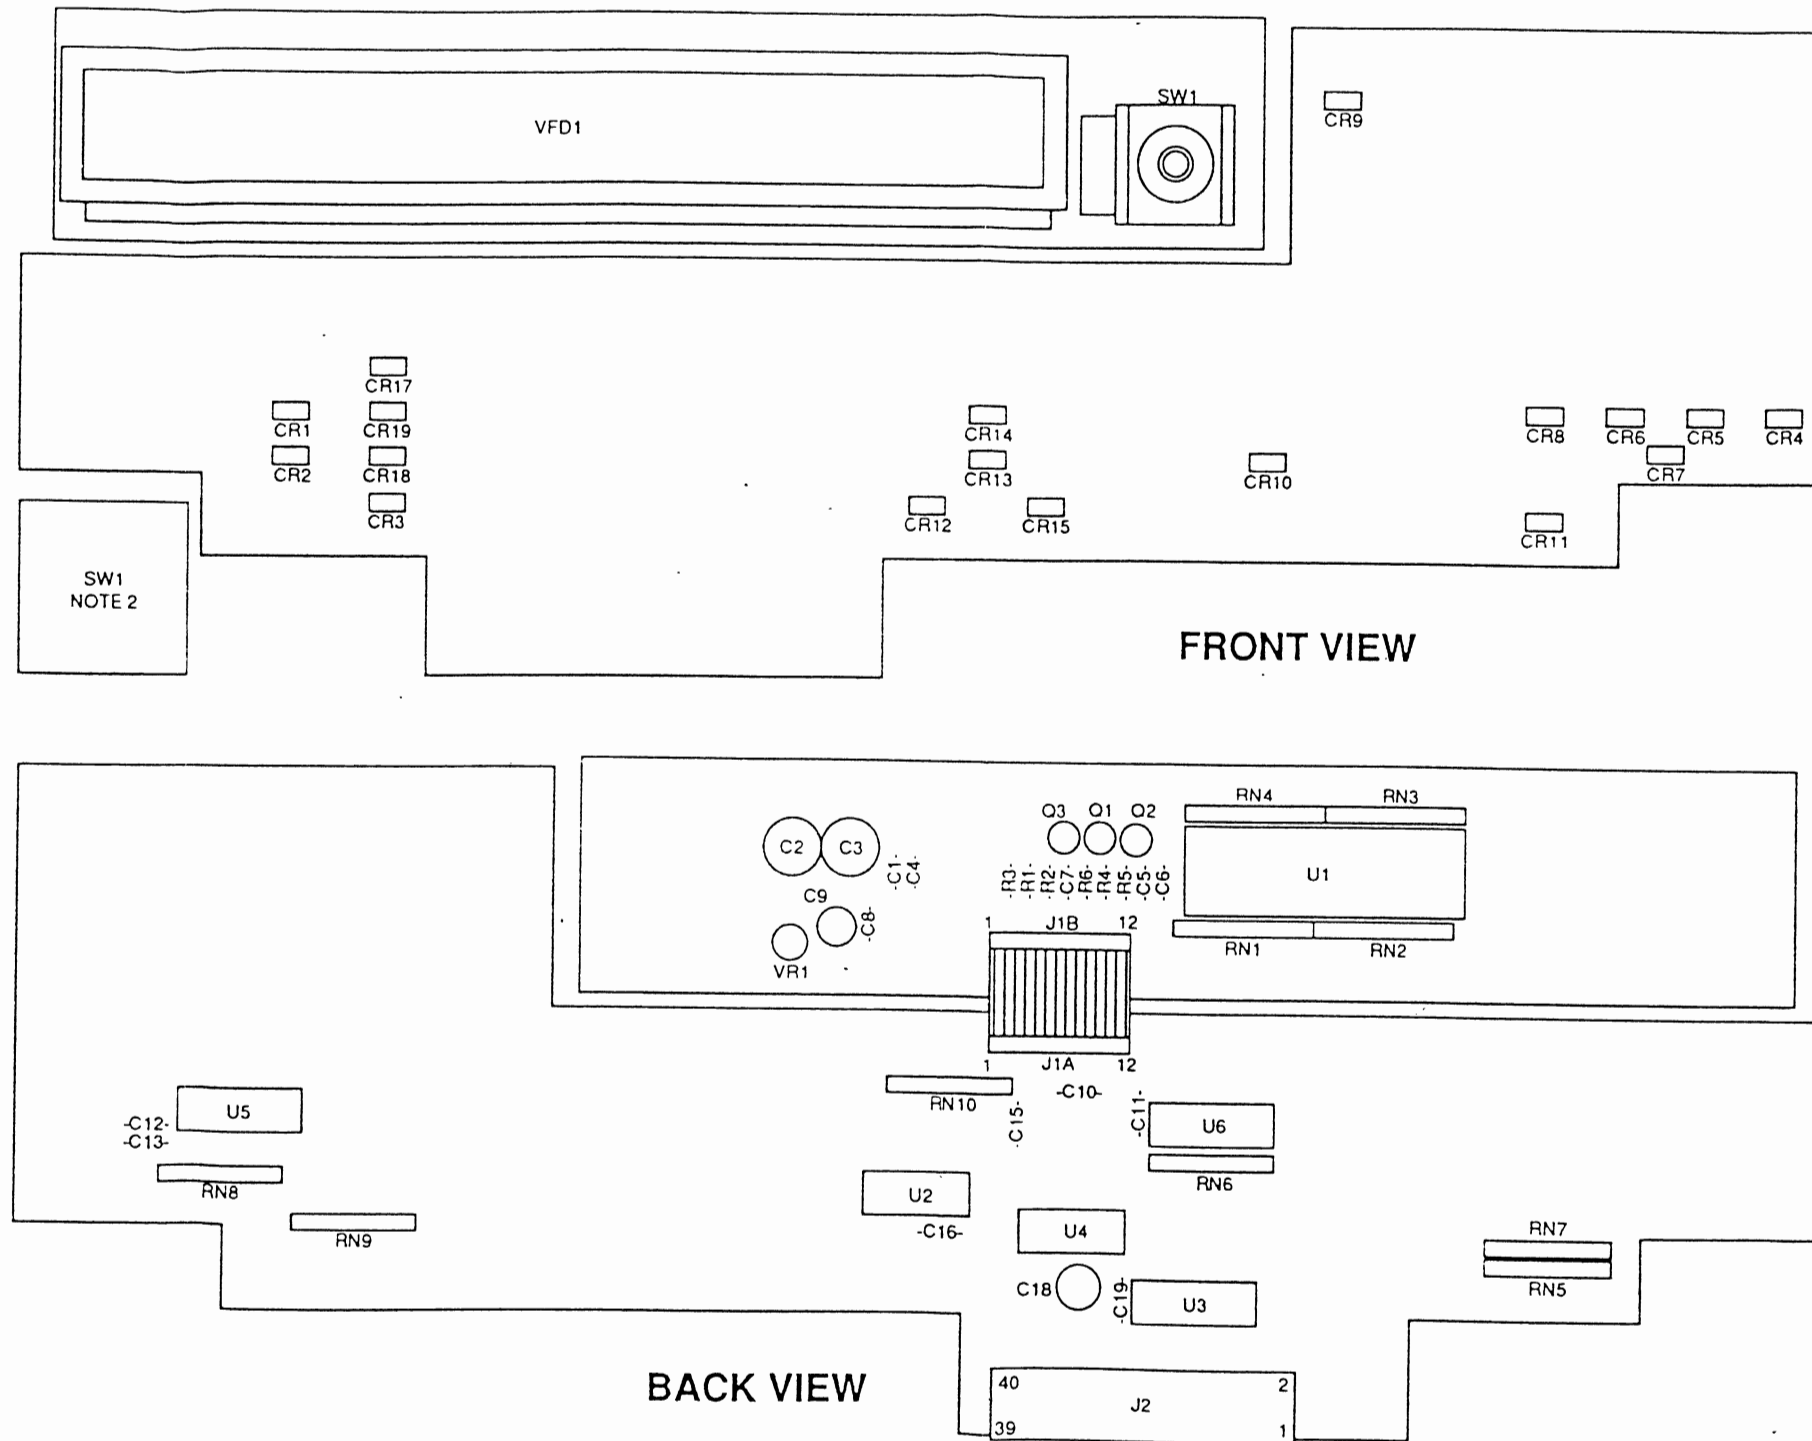 SW1
VFD1
CR9
CR17
CR1
CR19
CR14
CR8
CR6
CR5
CR4
CR2
CR18
CR13
CR10
CR7
CR3
CR12
CR15
CR11
SW1
NOTE 2
FRONT VIEW
RN4
RN3
Q3
Q1
Q2
C2
C3
-C1-
-C4-
-R3-
-R1-
-R2-
-C7-
-R6-
-R4-
-R5-
-C5-
-C6-
U1
C9
-C8-
1
J1B
12
RN1
RN2
VR1
1
J1A
12
-C10-
RN10
-C15-
-C11-
U5
-C12-
-C13-
U6
RN8
RN6
U2
-C16-
U4
RN9
RN7
C18
-C19-
U3
RN5
BACK VIEW
40
2
J2
39
1